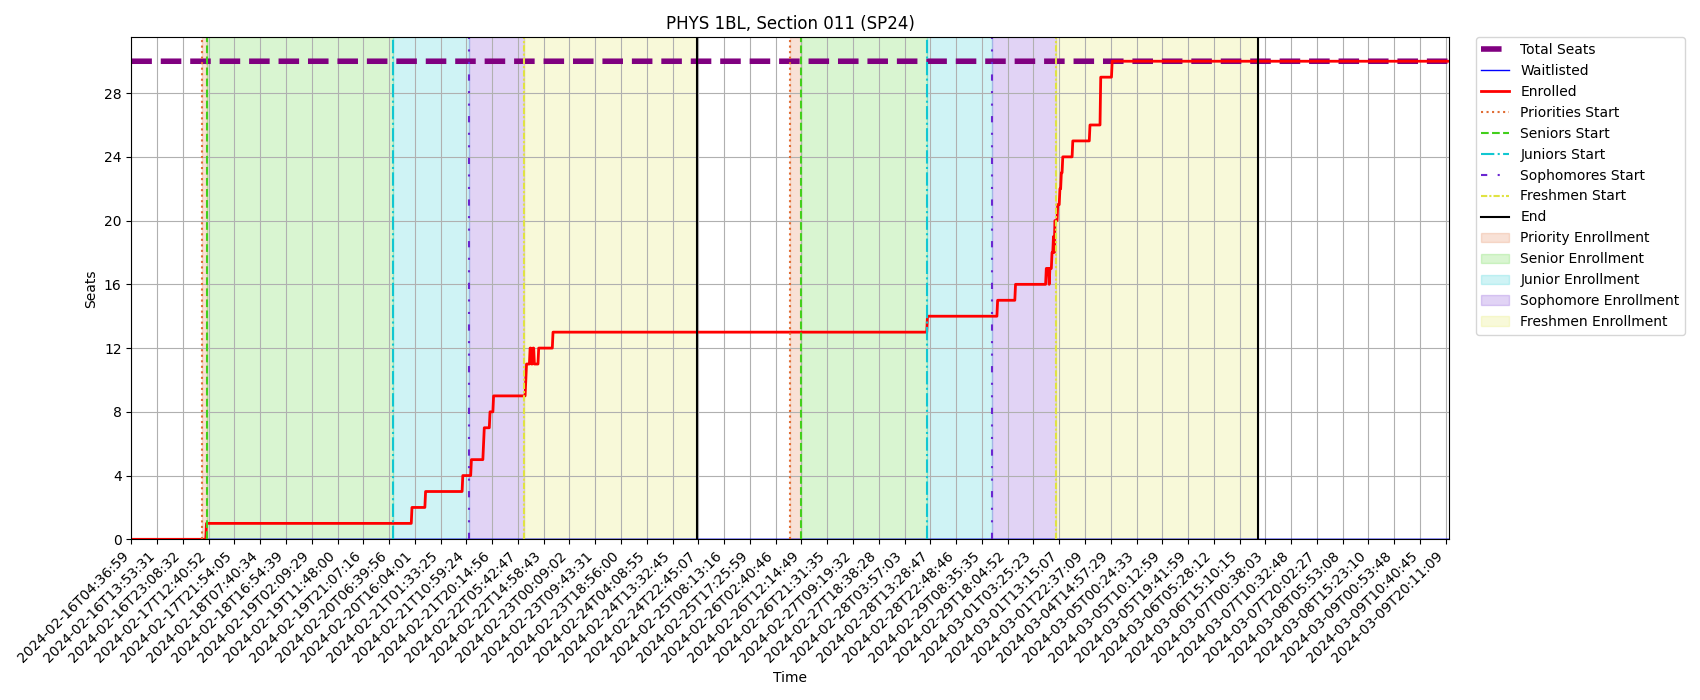 PHYS 1BL, Section 011 (SP24)
Total Seats
Waitlisted
Enrolled
Priorities Start
Seniors Start
Juniors Start
Sophomores Start
Freshmen Start
End
Priority Enrollment
Senior Enrollment
Junior Enrollment
Sophomore Enrollment
Freshmen Enrollment
Seats
28
24
20
16
12
8
4
0
2024-02-16T04:36:59
2024-02-16T13:53:31
2024-02-16T23:08:32
2024-02-17T12:40:52
2024-02-17T21:54:05
2024-02-18T07:40:34
2024-02-18T16:54:39
2024-02-19T02:09:29
2024-02-19T11:48:00
2024-02-19T21:07:16
2024-02-20T06:39:56
2024-02-20T16:04:01
2024-02-21T01:33:25
2024-02-21T10:59:24
2024-02-21T20:14:56
2024-02-22T05:42:47
2024-02-22T14:58:43
2024-02-23T00:09:02
2024-02-23T09:43:31
2024-02-23T18:56:00
2024-02-24T04:08:55
2024-02-24T13:32:45
2024-02-24T22:45:07
2024-02-25T08:13:16
2024-02-25T17:25:59
2024-02-26T02:40:46
2024-02-26T12:14:49
2024-02-26T21:31:35
2024-02-27T09:19:32
2024-02-27T18:38:28
2024-02-28T03:57:03
2024-02-28T13:28:47
2024-02-28T22:48:46
2024-02-29T08:35:35
2024-02-29T18:04:52
2024-03-01T03:25:23
2024-03-01T13:15:07
2024-03-01T22:37:09
2024-03-04T14:57:29
2024-03-05T00:24:33
2024-03-05T10:12:59
2024-03-05T19:41:59
2024-03-06T05:28:12
2024-03-06T15:10:15
2024-03-07T00:38:03
2024-03-07T10:32:48
2024-03-07T20:02:27
2024-03-08T05:53:08
2024-03-08T15:23:10
2024-03-09T00:53:48
2024-03-09T10:40:45
2024-03-09T20:11:09
Time